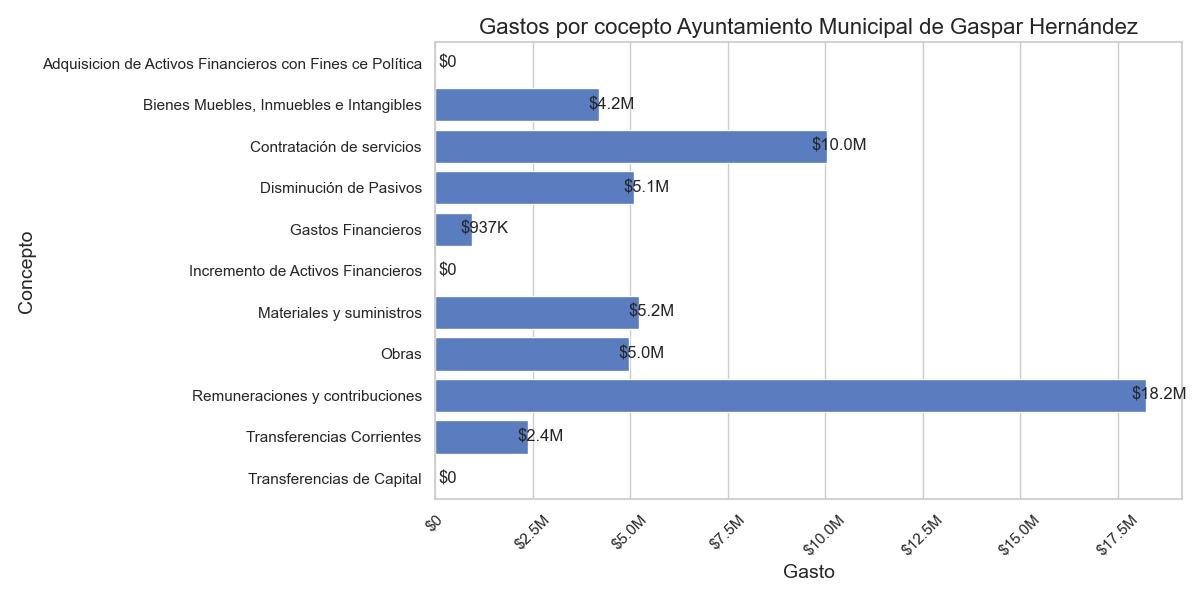 Gastos por cocepto Ayuntamiento Municipal de Gaspar Hernández
Concepto
Adquisicion de Activos Financieros con Fines ce Política $0
Bienes Muebles, Inmuebles e Intangibles $4.2M
Contratación de servicios $10.0M
Disminución de Pasivos $5.1M
Gastos Financieros $937K
Incremento de Activos Financieros $0
Materiales y suministros $5.2M
Obras $5.0M
Remuneraciones y contribuciones $18.2M
Transferencias Corrientes $2.4M
Transferencias de Capital $0
$0 $2.5M $5.0M $7.5M $10.0M $12.5M $15.0M $17.5M
Gasto